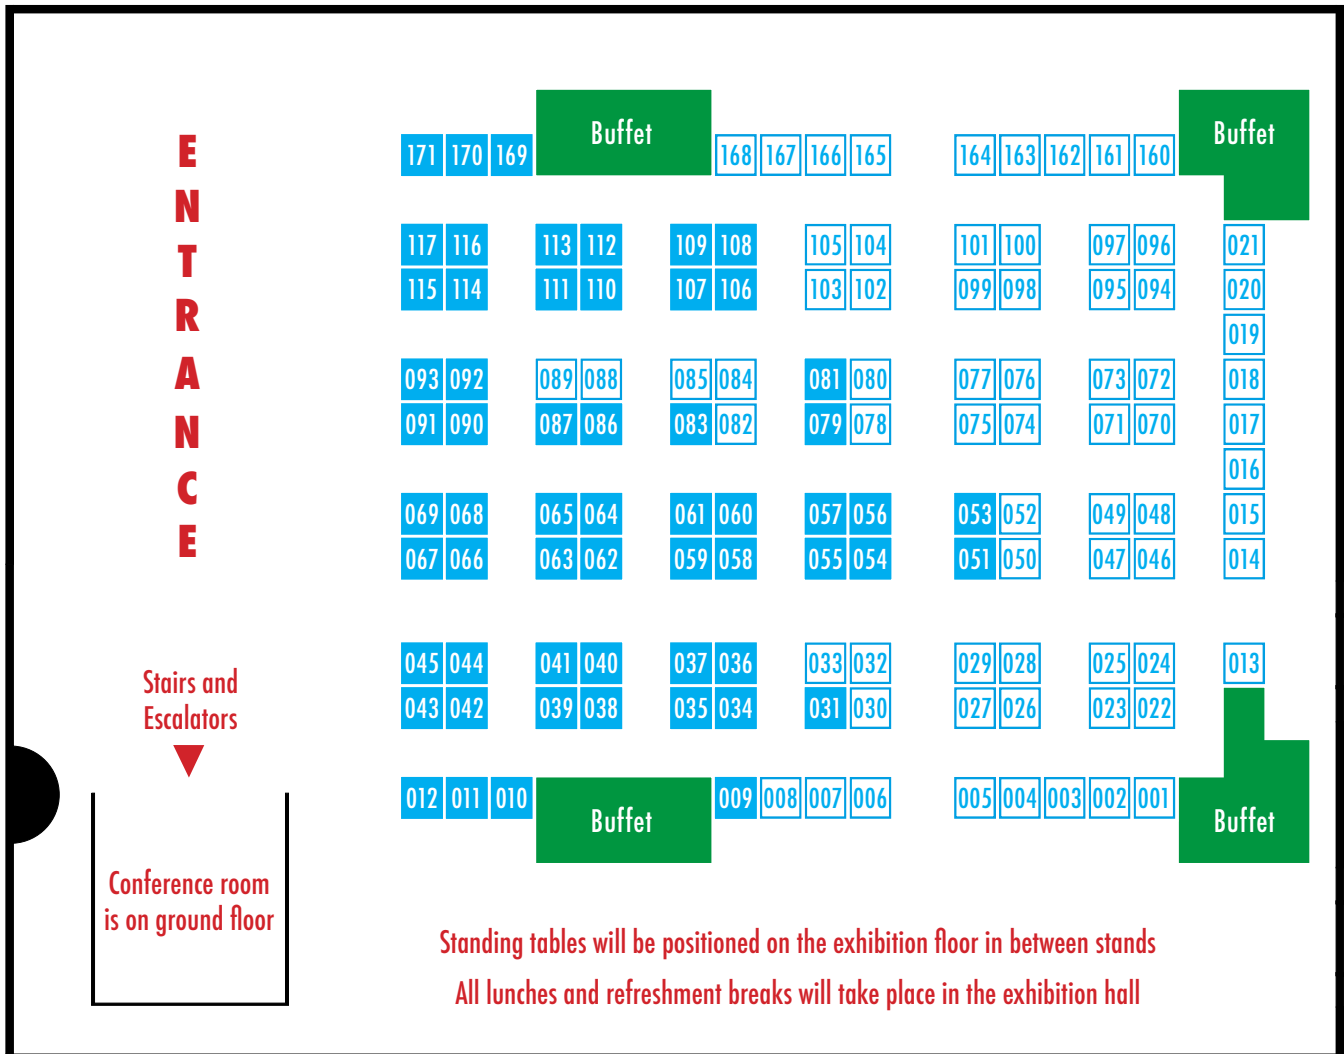 ENTRANCE
Buffet
Buffet
171 170 169 168 167 166 165 164 163 162 161 160
117 116 113 112 109 108 105 104 101 100 097 096 021
115 114 111 110 107 106 103 102 099 098 095 094 020
019
093 092 089 088 085 084 081 080 077 076 073 072 018
091 090 087 086 083 082 079 078 075 074 071 070 017
016
069 068 065 064 061 060 057 056 053 052 049 048 015
067 066 063 062 059 058 055 054 051 050 047 046 014
045 044 041 040 037 036 033 032 029 028 025 024 013
043 042 039 038 035 034 031 030 027 026 023 022
012 011 010 009 008 007 006 005 004 003 002 001
Buffet
Buffet
Stairs and
Escalators
Conference room
is on ground floor
Standing tables will be positioned on the exhibition floor in between stands
All lunches and refreshment breaks will take place in the exhibition hall